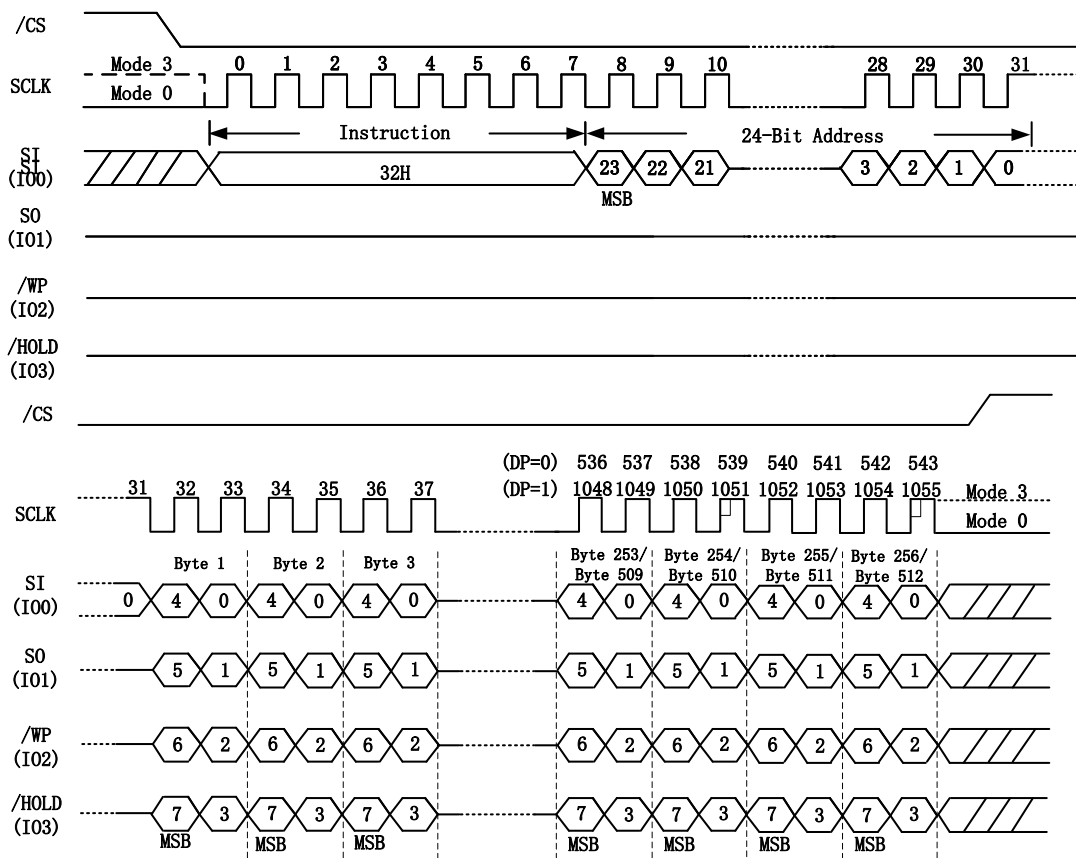 /CS
Mode 3
0 1 2 3 4 5 6 7 8 9 10 28 29 30 31
SCLK
Mode 0
Instruction 24-Bit Address
SI
SI
(IO0)
32H 23 22 21 3 2 1 0
MSB
SO
(IO1)
/WP
(IO2)
/HOLD
(IO3)
/CS
(DP=0) 536 537 538 539 540 541 542 543
31 32 33 34 35 36 37 (DP=1) 1048 1049 1050 1051 1052 1053 1054 1055 Mode 3
SCLK
Mode 0
Byte 1 Byte 2 Byte 3 Byte 253/ Byte 254/ Byte 255/ Byte 256/
Byte 509 Byte 510 Byte 511 Byte 512
SI
(IO0)
0 4 0 4 0 4 0 4 0 4 0 4 0 4 0
SO
(IO1)
5 1 5 1 5 1 5 1 5 1 5 1 5 1
/WP
(IO2)
6 2 6 2 6 2 6 2 6 2 6 2 6 2
/HOLD
(IO3)
7 3 7 3 7 3 7 3 7 3 7 3 7 3
MSB MSB MSB MSB MSB MSB MSB